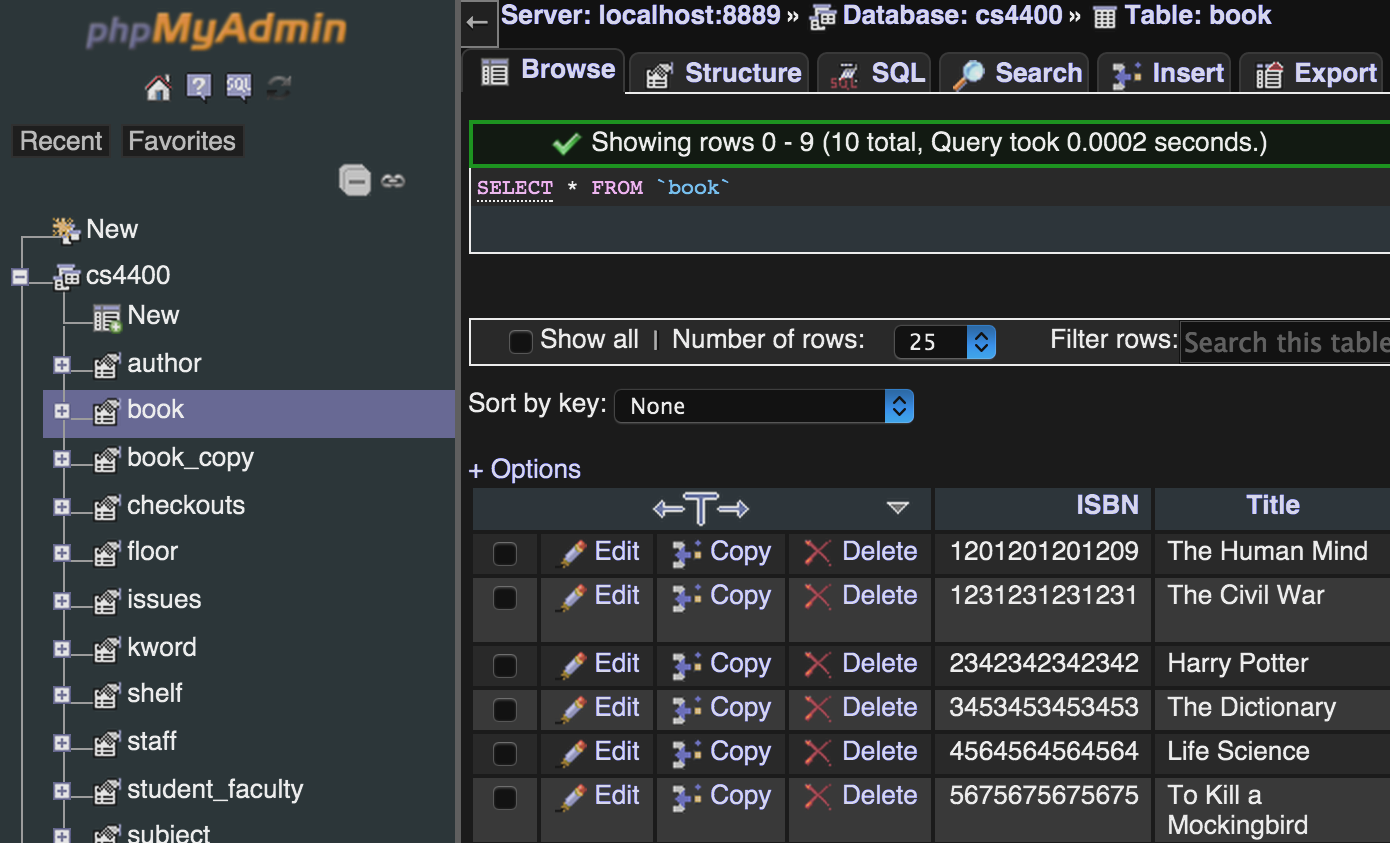 phpMyAdmin
Recent Favorites
New
cs4400
New
author
book
book_copy
checkouts
floor
issues
kword
shelf
staff
student_faculty
subject
← Server: localhost:8889 » Database: cs4400 » Table: book
Browse Structure SQL Search Insert Export
Showing rows 0 - 9 (10 total, Query took 0.0002 seconds.)
SELECT * FROM `book`
Show all | Number of rows: 25 Filter rows: Search this table
Sort by key: None
+ Options
←T→ ISBN Title
Edit Copy Delete 1201201201209 The Human Mind
Edit Copy Delete 1231231231231 The Civil War
Edit Copy Delete 2342342342342 Harry Potter
Edit Copy Delete 3453453453453 The Dictionary
Edit Copy Delete 4564564564564 Life Science
Edit Copy Delete 5675675675675 To Kill a
Mockingbird